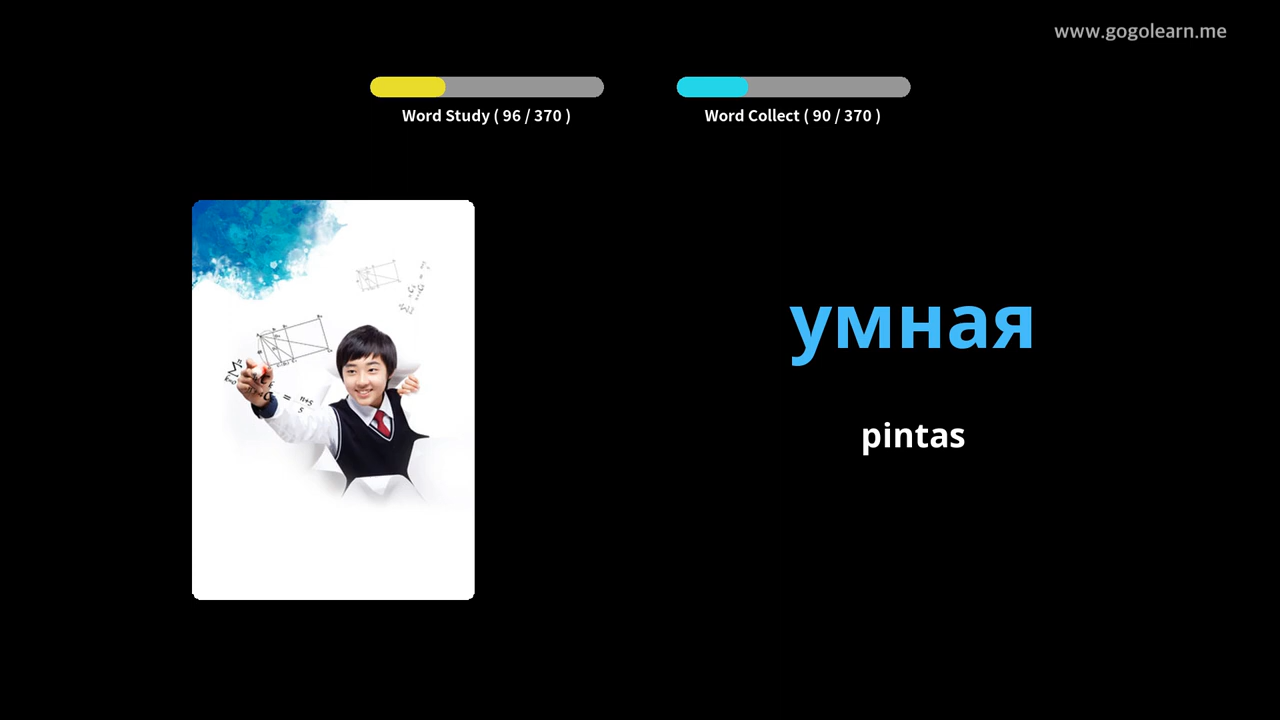 www.gogolearn.me
Word Study ( 96 / 370 )
Word Collect ( 90 / 370 )
умная
pintas